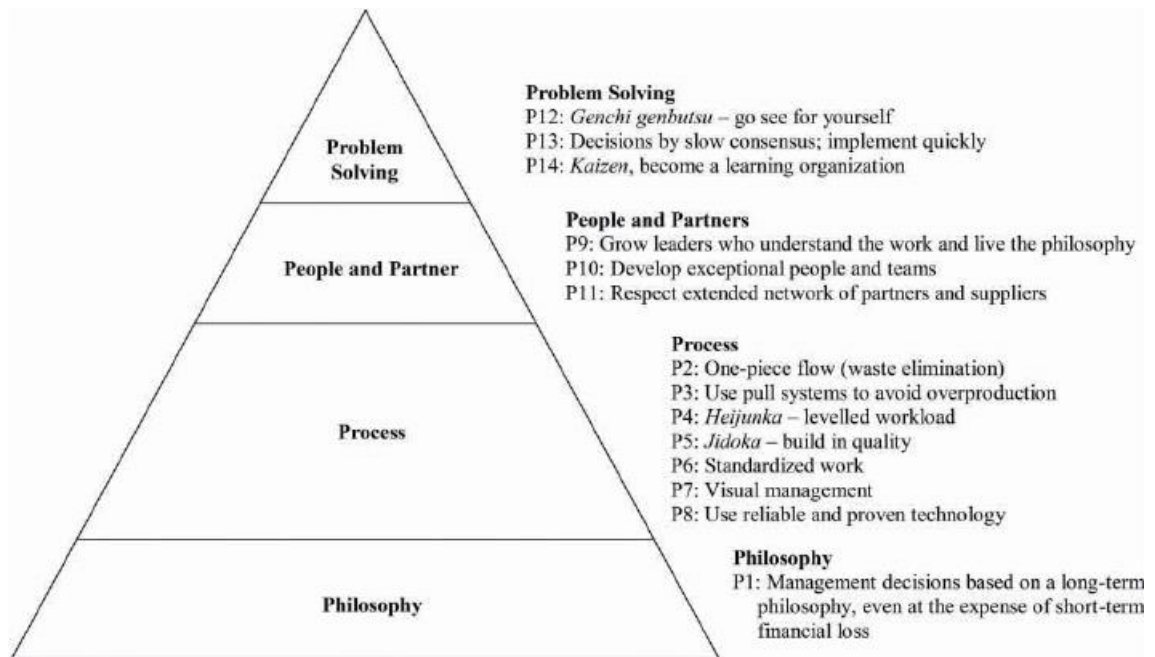 Problem Solving
P12: Genchi genbutsu – go see for yourself
P13: Decisions by slow consensus; implement quickly
P14: Kaizen, become a learning organization
Problem
Solving
People and Partners
P9: Grow leaders who understand the work and live the philosophy
P10: Develop exceptional people and teams
P11: Respect extended network of partners and suppliers
People and Partner
Process
P2: One-piece flow (waste elimination)
P3: Use pull systems to avoid overproduction
P4: Heijunka – levelled workload
P5: Jidoka – build in quality
P6: Standardized work
P7: Visual management
P8: Use reliable and proven technology
Process
Philosophy
P1: Management decisions based on a long-term
philosophy, even at the expense of short-term
financial loss
Philosophy